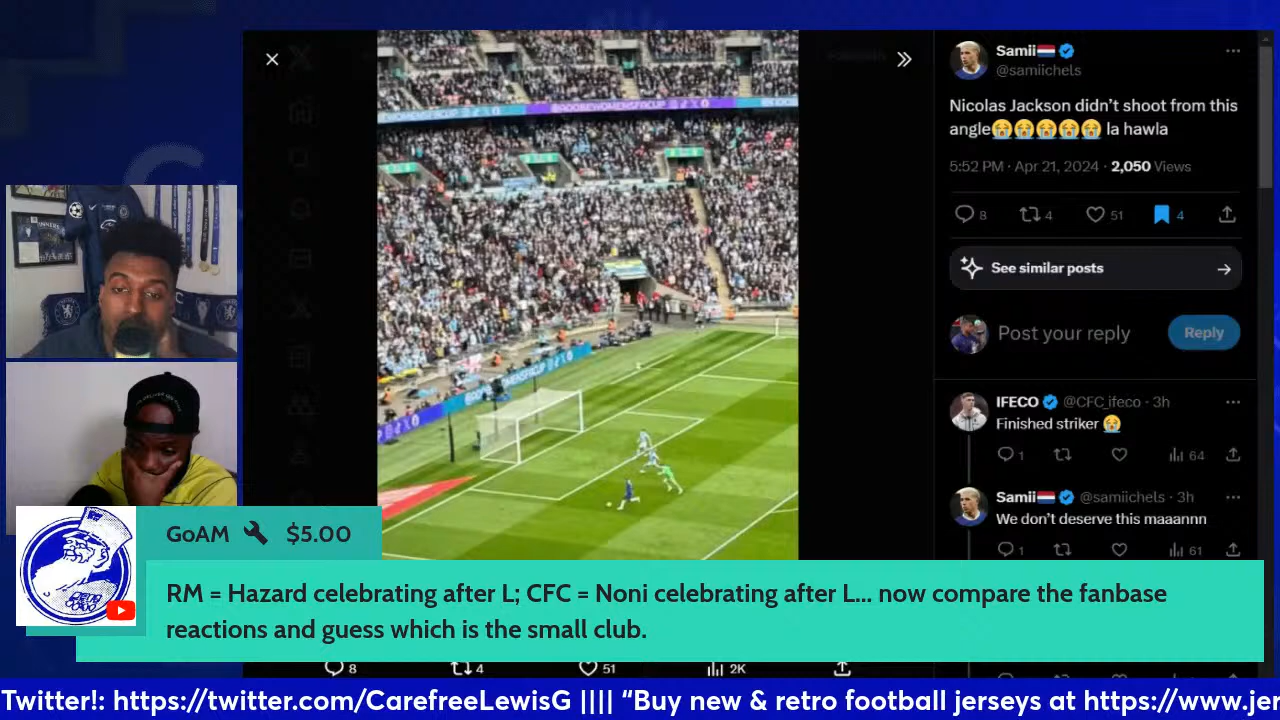 Samii
@samiichels
Nicolas Jackson didn’t shoot from this
angle😭😭😭😭😭 la hawla
5:52 PM · Apr 21, 2024 · 2,050 Views
8 4 51 4
See similar posts
Post your reply
Reply
IFECO @CFC_ifeco · 3h
Finished striker 😭
1 64
Samii @samiichels · 3h
We don’t deserve this maaannn
1 61
GoAM $5.00
RM = Hazard celebrating after L; CFC = Noni celebrating after L... now compare the fanbase
reactions and guess which is the small club.
8 4 51 2K
Twitter!: https://twitter.com/CarefreeLewisG |||| “Buy new & retro football jerseys at https://www.jer